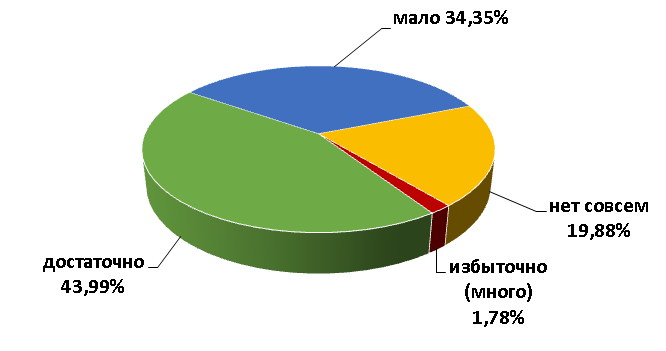 мало 34,35%
нет совсем
19,88%
избыточно
(много)
1,78%
достаточно
43,99%